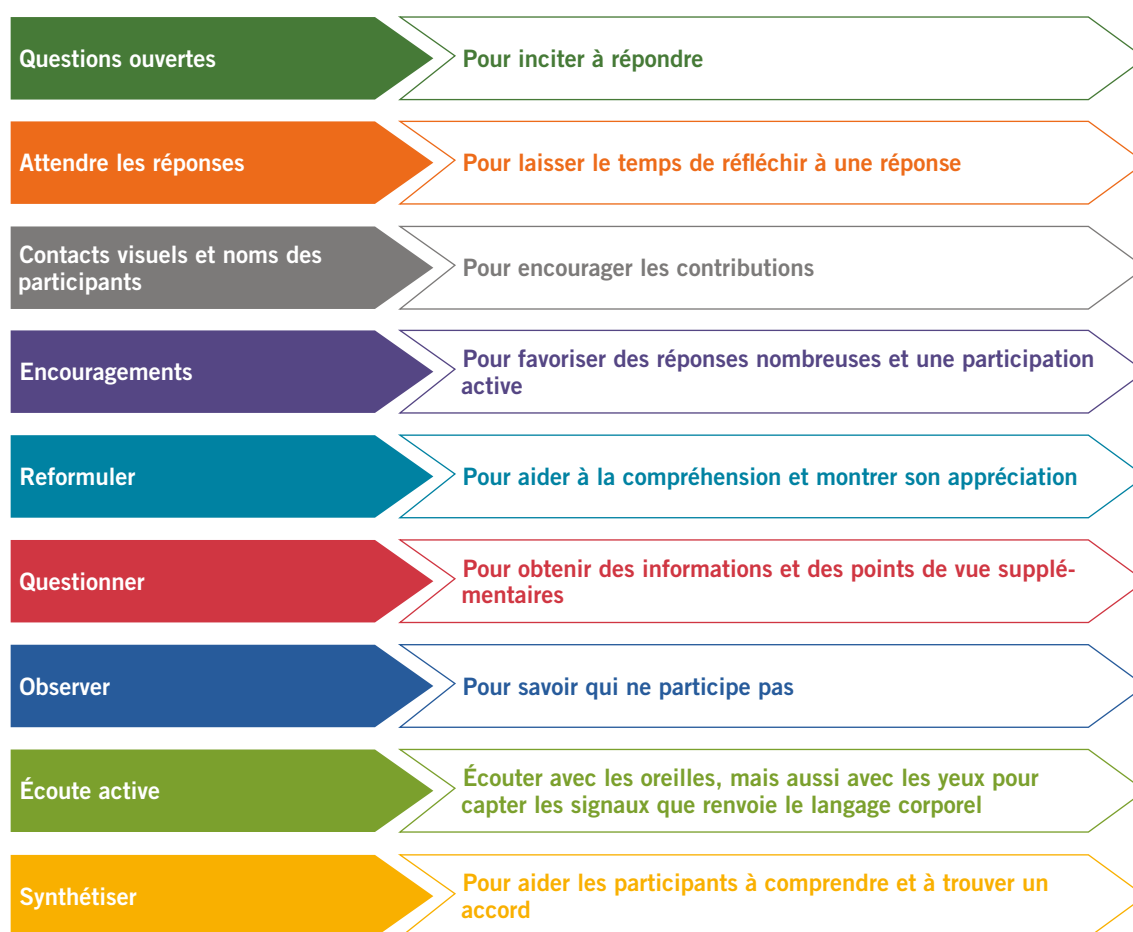 Questions ouvertes
Pour inciter à répondre
Attendre les réponses
Pour laisser le temps de réfléchir à une réponse
Contacts visuels et noms des
participants
Pour encourager les contributions
Encouragements
Pour favoriser des réponses nombreuses et une participation
active
Reformuler
Pour aider à la compréhension et montrer son appréciation
Questionner
Pour obtenir des informations et des points de vue supplé-
mentaires
Observer
Pour savoir qui ne participe pas
Écoute active
Écouter avec les oreilles, mais aussi avec les yeux pour
capter les signaux que renvoie le langage corporel
Synthétiser
Pour aider les participants à comprendre et à trouver un
accord